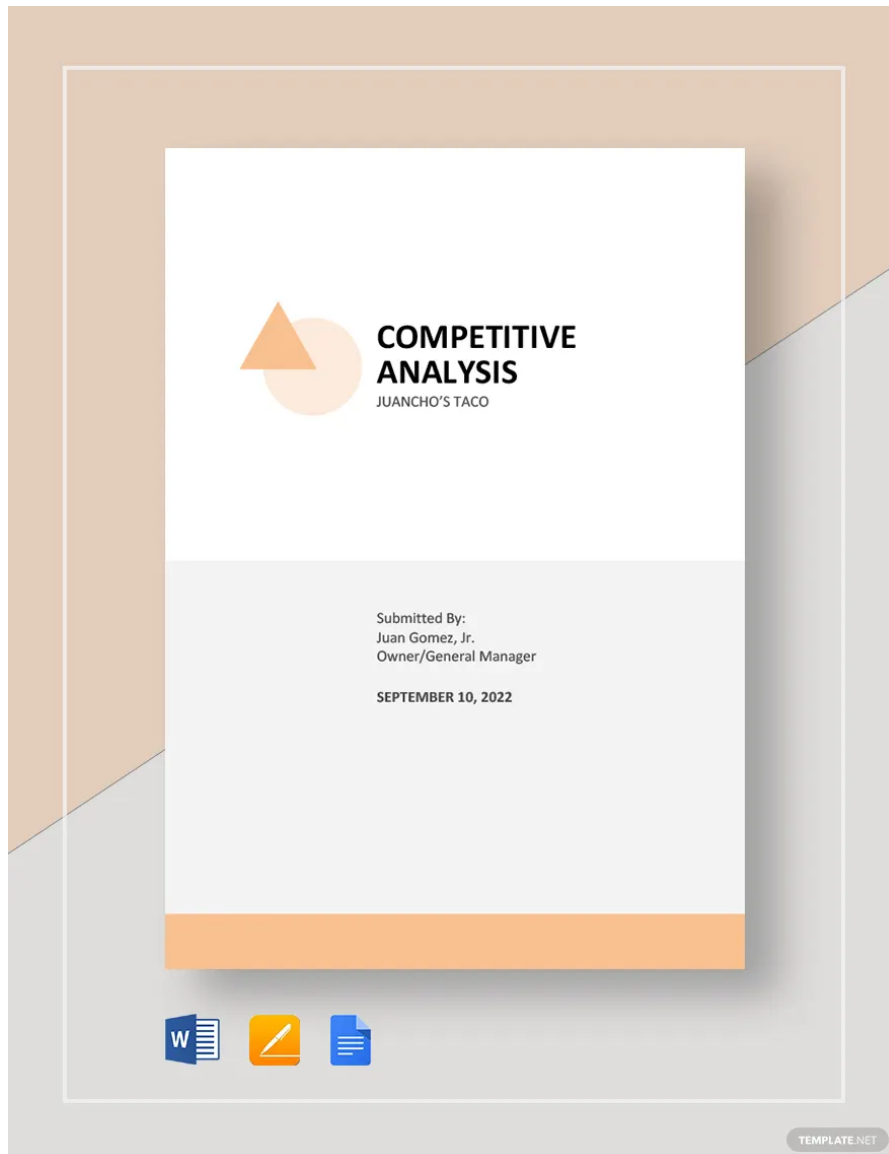 COMPETITIVE
ANALYSIS
JUANCHO'S TACO
Submitted By:
Juan Gomez, Jr.
Owner/General Manager
SEPTEMBER 10, 2022
W
TEMPLATE.NET